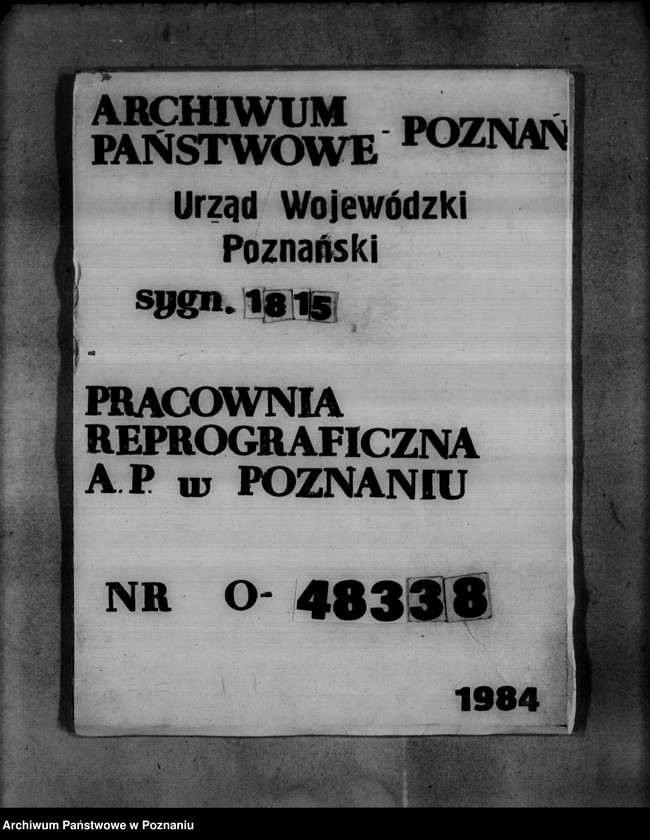 ARCHIWUM
PAŃSTWOWE - POZNAŃ
Urząd Wojewódzki
Poznański
sygn. 1815
PRACOWNIA
REPROGRAFICZNA
A.P. w POZNANIU
NR O- 48338
1984
Archiwum Państwowe w Poznaniu